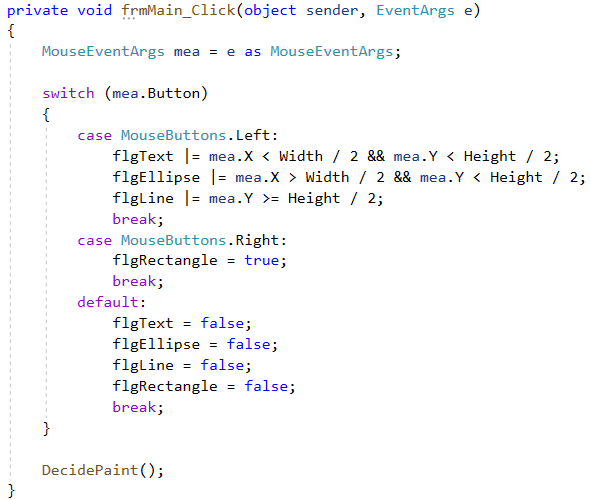 private void frmMain_Click(object sender, EventArgs e)
{
    MouseEventArgs mea = e as MouseEventArgs;

    switch (mea.Button)
    {
        case MouseButtons.Left:
            flgText |= mea.X < Width / 2 && mea.Y < Height / 2;
            flgEllipse |= mea.X > Width / 2 && mea.Y < Height / 2;
            flgLine |= mea.Y >= Height / 2;
            break;
        case MouseButtons.Right:
            flgRectangle = true;
            break;
        default:
            flgText = false;
            flgEllipse = false;
            flgLine = false;
            flgRectangle = false;
            break;
    }

    DecidePaint();
}